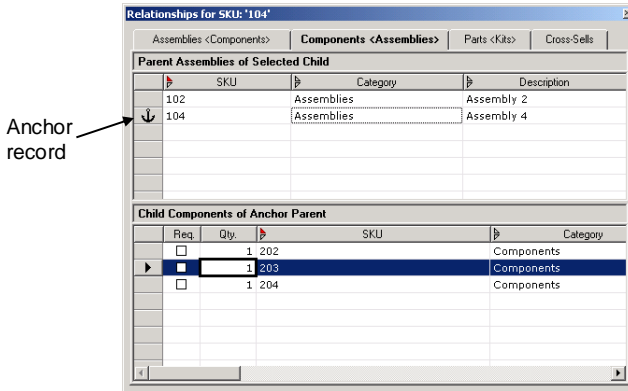 Relationships for SKU: '104'
Assemblies <Components> Components <Assemblies> Parts <Kits> Cross-Sells
Parent Assemblies of Selected Child
SKU Category Description
102 Assemblies Assembly 2
104 Assemblies Assembly 4
Anchor
record
Child Components of Anchor Parent
Req. Qty. SKU Category
1 202 Components
1 203 Components
1 204 Components